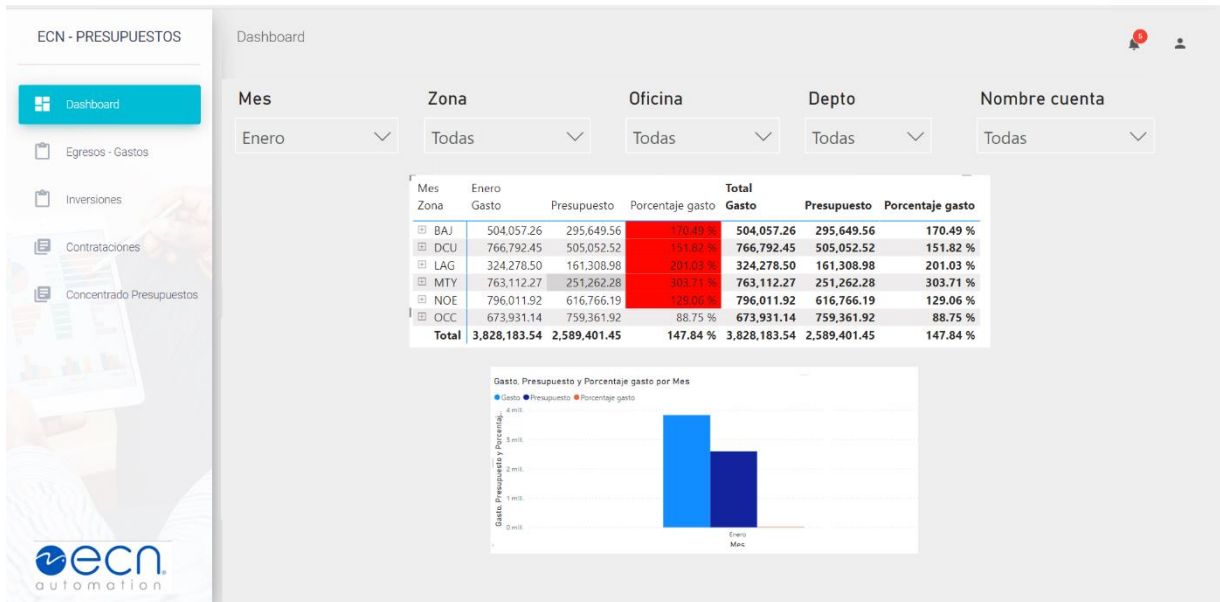 ECN - PRESUPUESTOS
Dashboard
5
Dashboard
Egresos - Gastos
Inversiones
Contrataciones
Concentrado Presupuestos
Mes Zona Oficina Depto Nombre cuenta
Enero Todas Todas Todas Todas
Mes Enero Total
Zona Gasto Presupuesto Porcentaje gasto Gasto Presupuesto Porcentaje gasto
BAJ 504,057.26 295,649.56 170.49 % 504,057.26 295,649.56 170.49 %
DCU 766,792.45 505,052.52 151.82 % 766,792.45 505,052.52 151.82 %
LAG 324,278.50 161,308.98 201.03 % 324,278.50 161,308.98 201.03 %
MTY 763,112.27 251,262.28 303.71 % 763,112.27 251,262.28 303.71 %
NOE 796,011.92 616,766.19 129.06 % 796,011.92 616,766.19 129.06 %
OCC 673,931.14 759,361.92 88.75 % 673,931.14 759,361.92 88.75 %
Total 3,828,183.54 2,589,401.45 147.84 % 3,828,183.54 2,589,401.45 147.84 %
Gasto, Presupuesto y Porcentaje gasto por Mes
Gasto Presupuesto Porcentaje gasto
Gasto, Presupuesto y Porcentaj...
4 mill.
3 mill.
2 mill.
1 mill.
0 mill.
Enero
Mes
ecn
automation